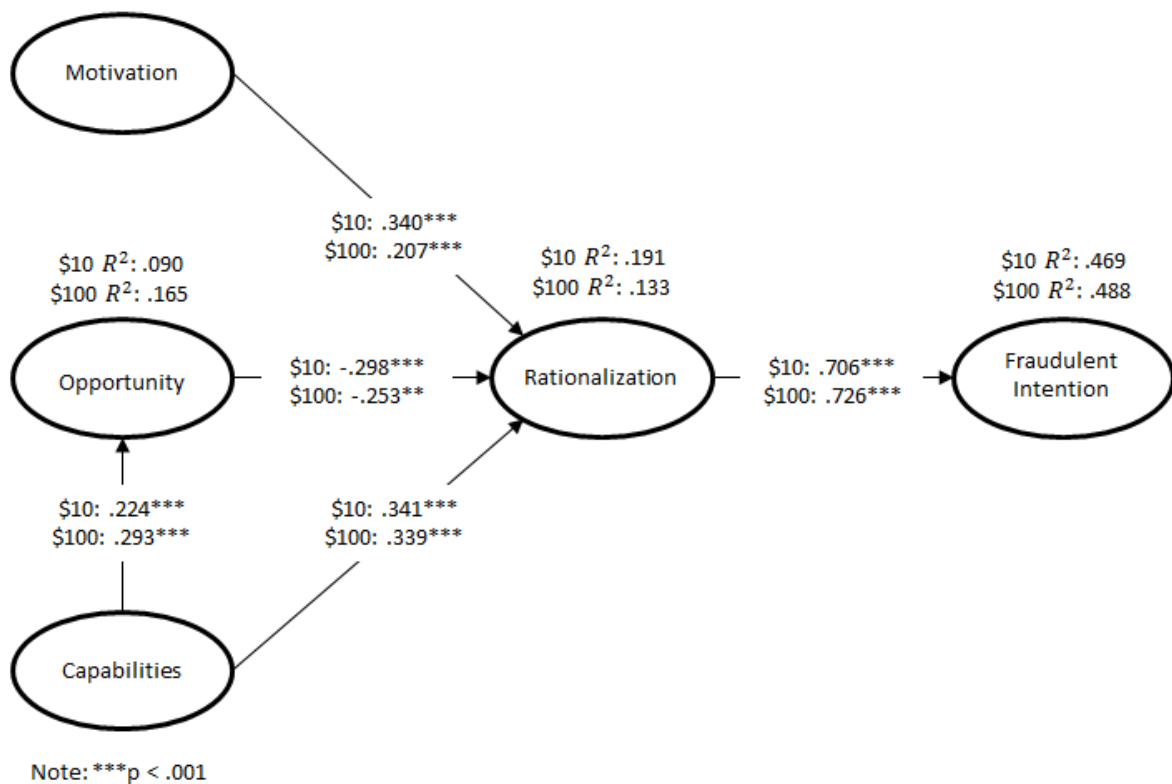 Motivation
$10: .340***
$100: .207***
$10 R²: .090
$100 R²: .165
$10 R²: .191
$100 R²: .133
$10 R²: .469
$100 R²: .488
Opportunity
$10: -.298***
$100: -.253**
Rationalization
$10: .706***
$100: .726***
Fraudulent
Intention
$10: .224***
$100: .293***
$10: .341***
$100: .339***
Capabilities
Note: ***p < .001